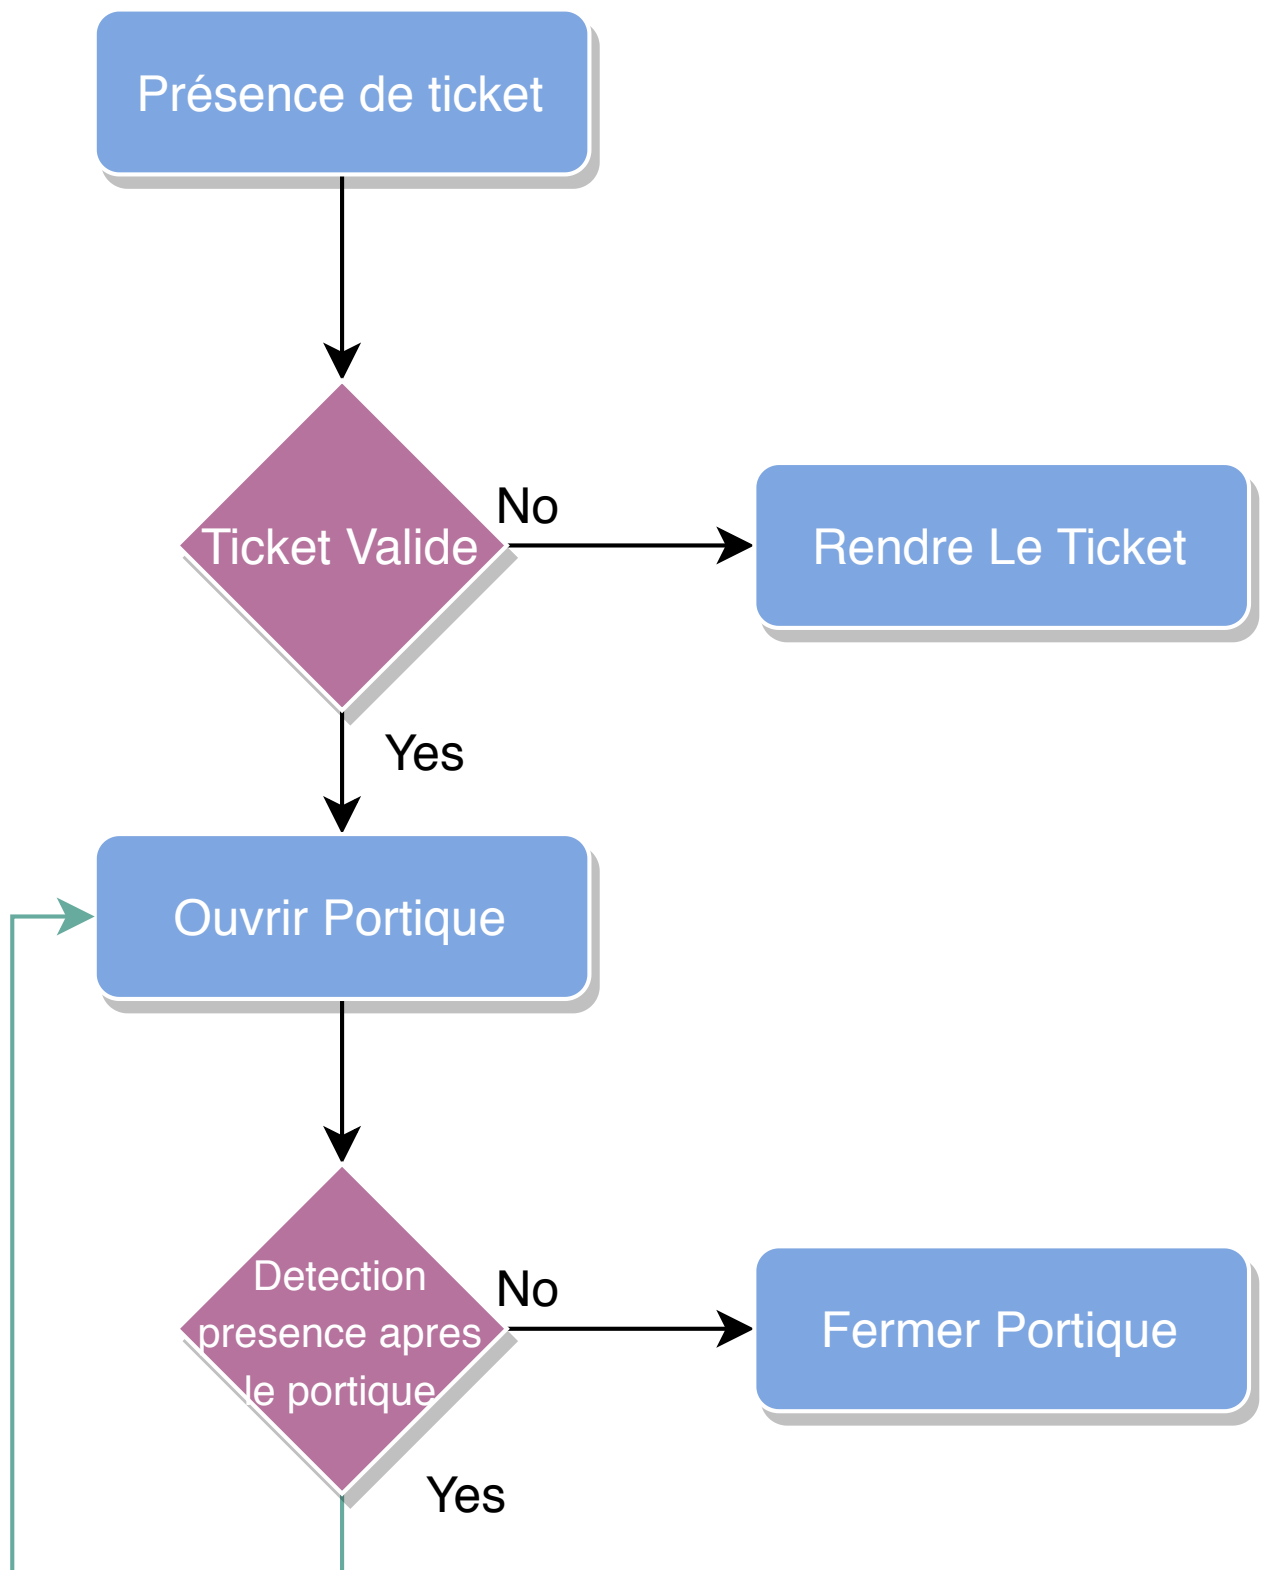 Présence de ticket
No
Ticket Valide
Rendre Le Ticket
Yes
Ouvrir Portique
Detection
presence apres
le portique
No
Fermer Portique
Yes